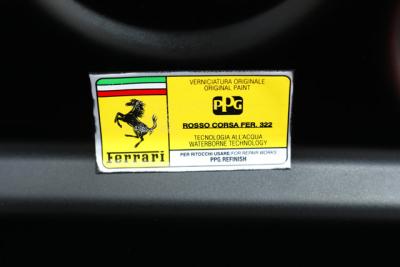 VERNICIATURA ORIGINALE
ORIGINAL PAINT
PPG
ROSSO CORSA FER. 322
TECNOLOGIA ALL'ACQUA
WATERBORNE TECHNOLOGY
Ferrari
PER RITOCCHI USARE FOR REPAIR WORKS
PPG REFINISH